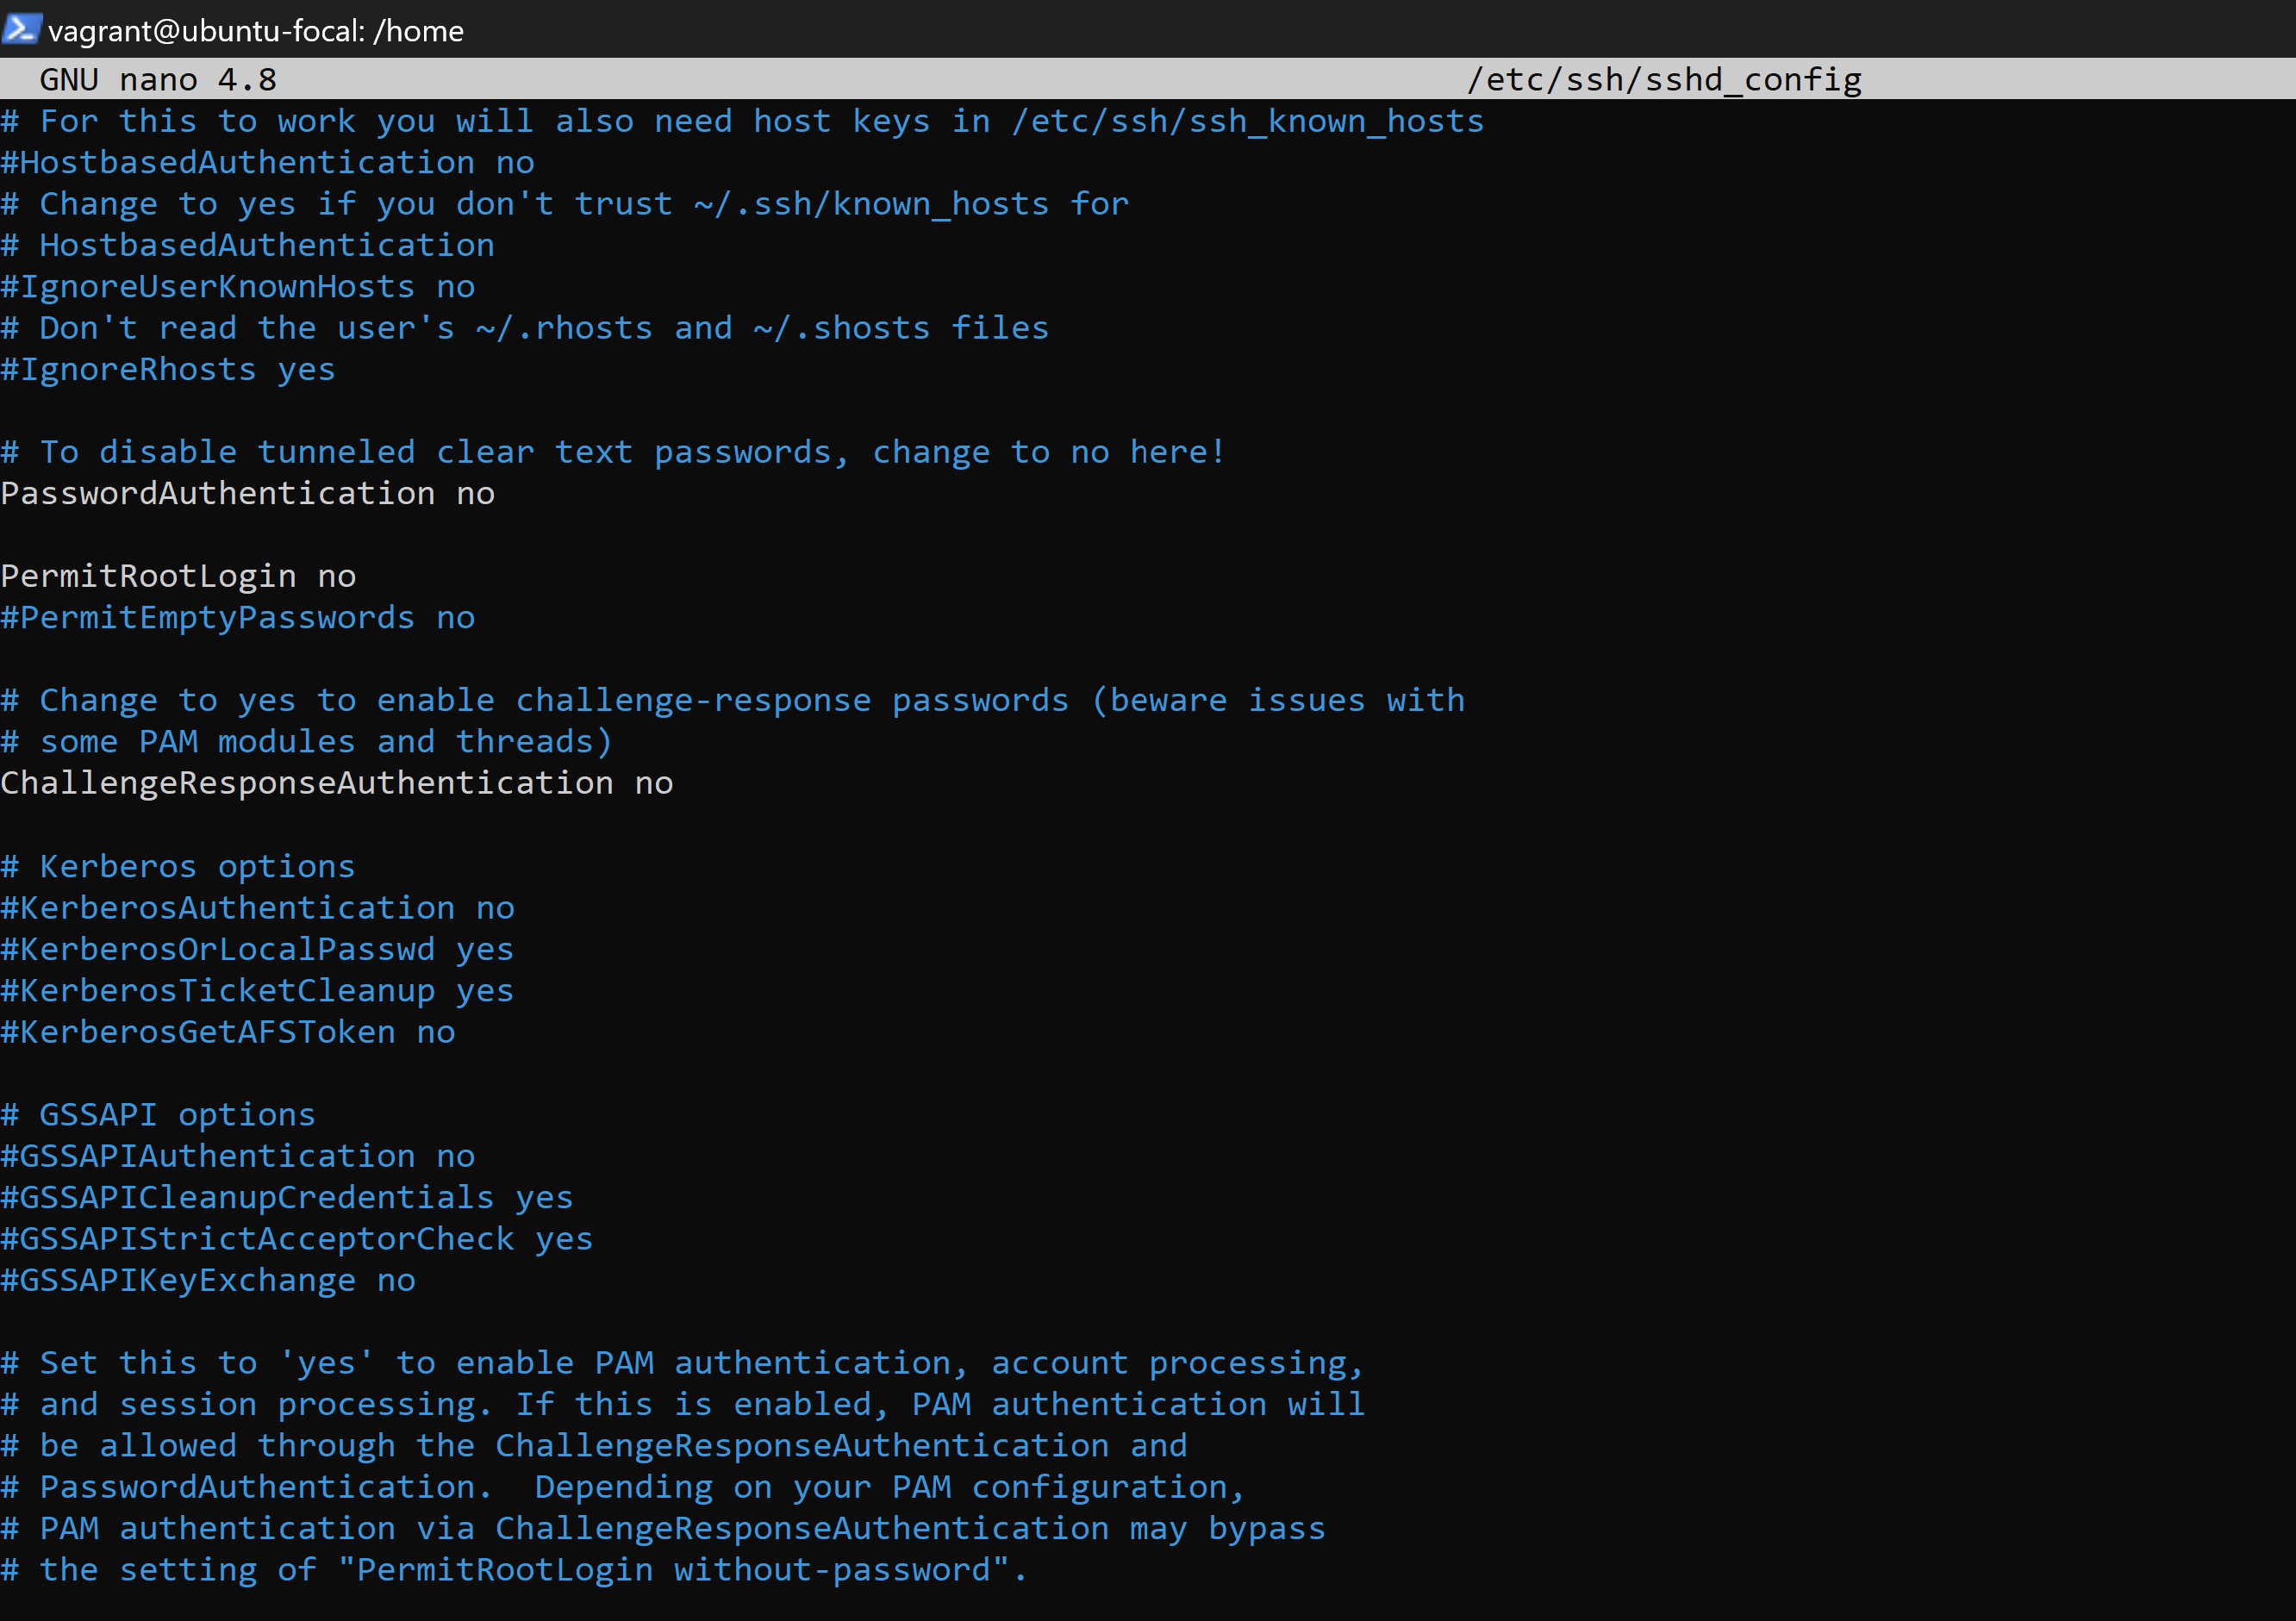 vagrant@ubuntu-focal: /home
GNU nano 4.8 /etc/ssh/sshd_config
# For this to work you will also need host keys in /etc/ssh/ssh_known_hosts
#HostbasedAuthentication no
# Change to yes if you don't trust ~/.ssh/known_hosts for
# HostbasedAuthentication
#IgnoreUserKnownHosts no
# Don't read the user's ~/.rhosts and ~/.shosts files
#IgnoreRhosts yes

# To disable tunneled clear text passwords, change to no here!
PasswordAuthentication no

PermitRootLogin no
#PermitEmptyPasswords no

# Change to yes to enable challenge-response passwords (beware issues with
# some PAM modules and threads)
ChallengeResponseAuthentication no

# Kerberos options
#KerberosAuthentication no
#KerberosOrLocalPasswd yes
#KerberosTicketCleanup yes
#KerberosGetAFSToken no

# GSSAPI options
#GSSAPIAuthentication no
#GSSAPICleanupCredentials yes
#GSSAPIStrictAcceptorCheck yes
#GSSAPIKeyExchange no

# Set this to 'yes' to enable PAM authentication, account processing,
# and session processing. If this is enabled, PAM authentication will
# be allowed through the ChallengeResponseAuthentication and
# PasswordAuthentication.  Depending on your PAM configuration,
# PAM authentication via ChallengeResponseAuthentication may bypass
# the setting of "PermitRootLogin without-password".